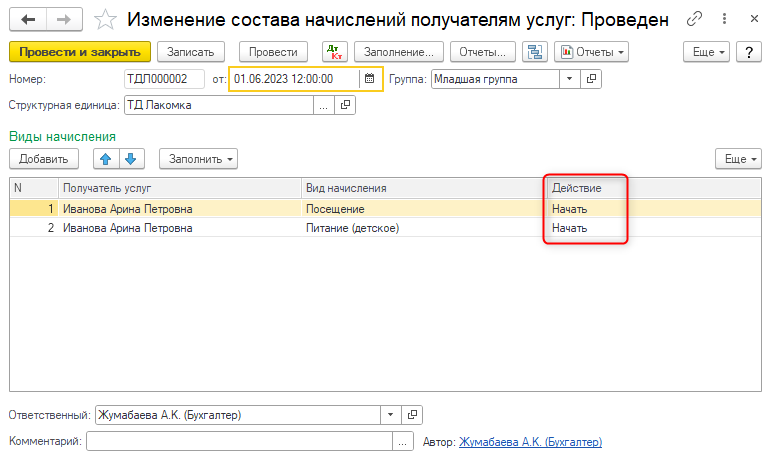 Изменение состава начислений получателям услуг: Проведен
Провести и закрыть Записать Провести Дт Кт Заполнение... Отчеты... Отчеты Еще ?
Номер: ТДЛ000002 от: 01.06.2023 12:00:00 Группа: Младшая группа
Структурная единица: ТД Лакомка ...
Виды начисления
Добавить Заполнить Еще
N Получатель услуг Вид начисления Действие
1 Иванова Арина Петровна Посещение Начать
2 Иванова Арина Петровна Питание (детское) Начать
Ответственный: Жумабаева А.К. (Бухгалтер)
Комментарий: ... Автор: Жумабаева А.К. (Бухгалтер)